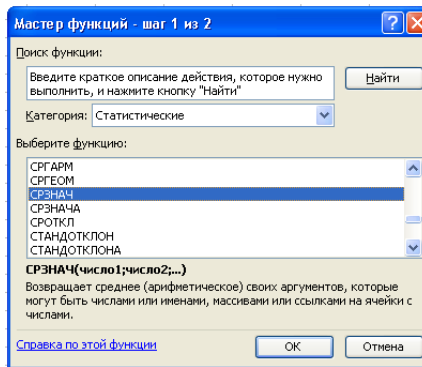 Мастер функций - шаг 1 из 2
Поиск функции:
Введите краткое описание действия, которое нужно
выполнить, и нажмите кнопку "Найти"
Найти
Категория: Статистические
Выберите функцию:
СРГАРМ
СРГЕОМ
СРЗНАЧ
СРЗНАЧА
СРОТКЛ
СТАНДОТКЛОН
СТАНДОТКЛОНА
СРЗНАЧ(число1;число2;...)
Возвращает среднее (арифметическое) своих аргументов, которые
могут быть числами или именами, массивами или ссылками на ячейки с
числами.
Справка по этой функции
ОК
Отмена